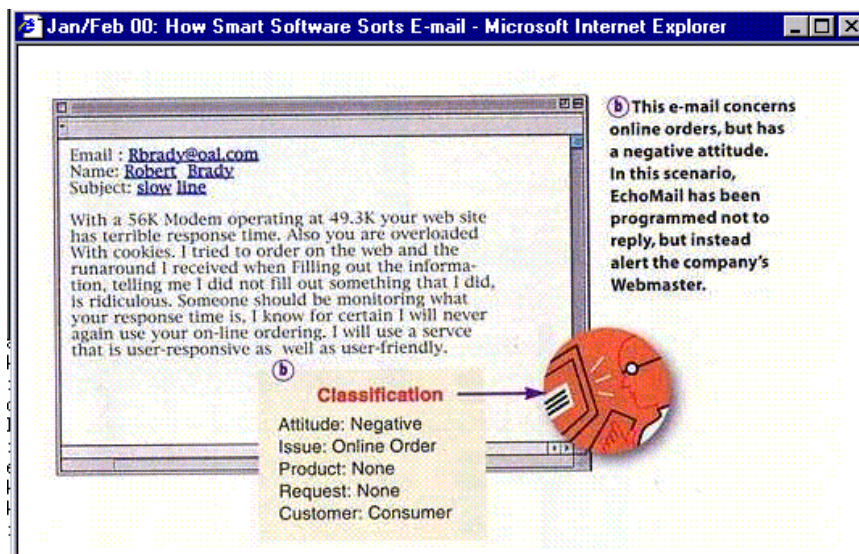 Jan/Feb 00: How Smart Software Sorts E-mail - Microsoft Internet Explorer
Email : Rbrady@oal.com
Name: Robert Brady
Subject: slow line
With a 56K Modem operating at 49.3K your web site
has terrible response time. Also you are overloaded
With cookies. I tried to order on the web and the
runaround I received when Filling out the informa-
tion, telling me I did not fill out something that I did,
is ridiculous. Someone should be monitoring what
your response time is, I know for certain I will never
again use your on-line ordering. I will use a servce
that is user-responsive as well as user-friendly.
b
Classification
Attitude: Negative
Issue: Online Order
Product: None
Request: None
Customer: Consumer
b This e-mail concerns
online orders, but has
a negative attitude.
In this scenario,
EchoMail has been
programmed not to
reply, but instead
alert the company's
Webmaster.